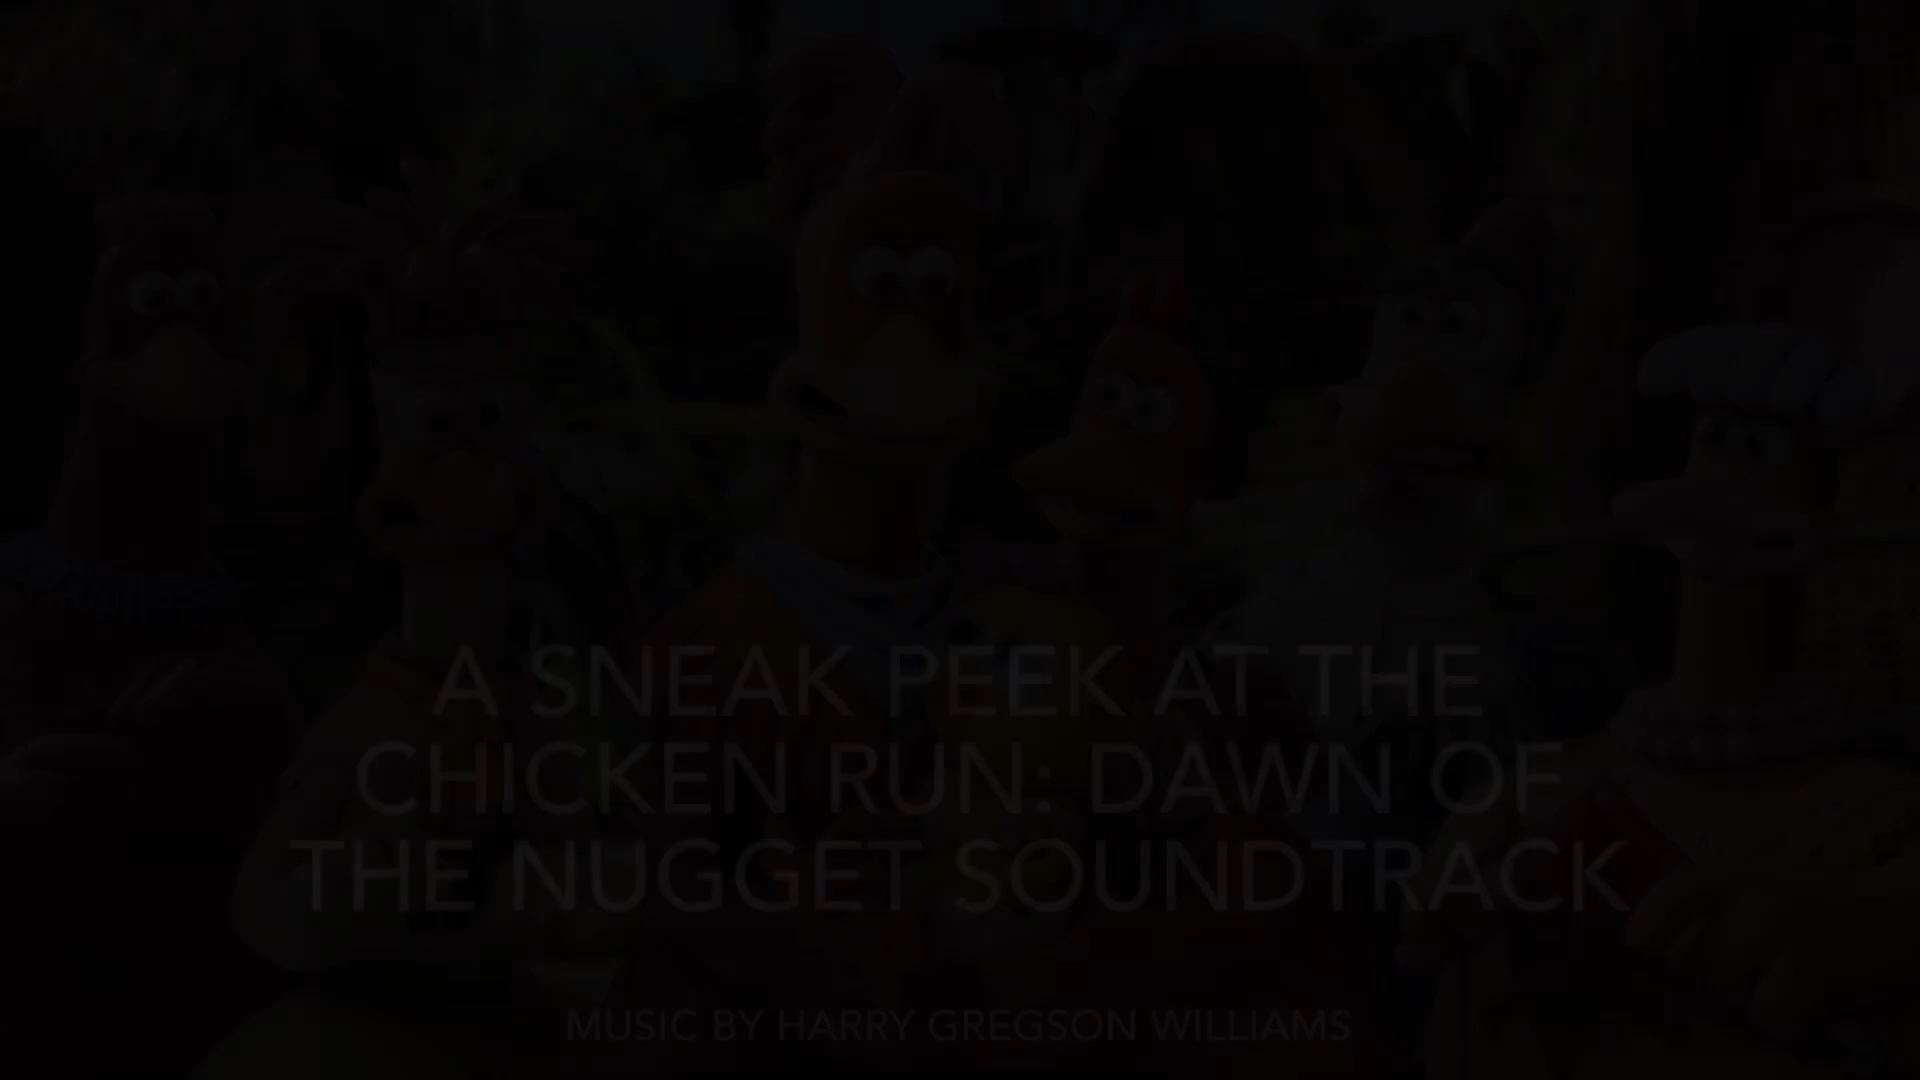 A SNEAK PEEK AT THE
CHICKEN RUN: DAWN OF
THE NUGGET SOUNDTRACK
MUSIC BY HARRY GREGSON WILLIAMS